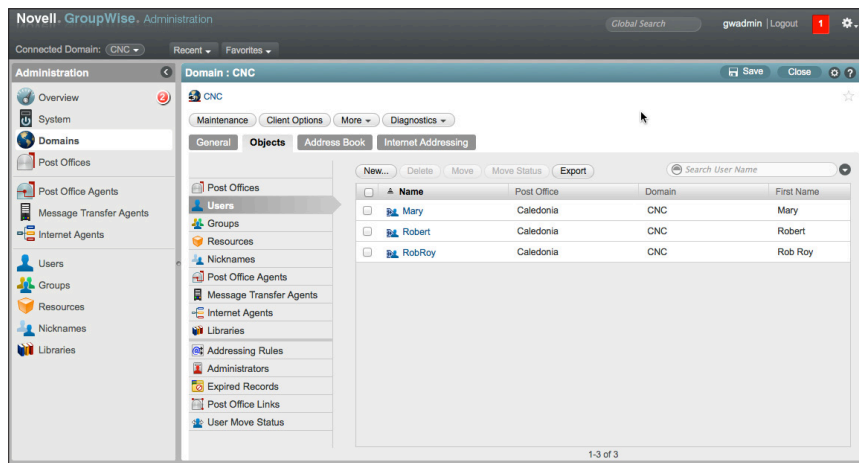 Novell. GroupWise. Administration
Global Search
gwadmin | Logout
1
Connected Domain: CNC
Recent
Favorites
Administration
Overview
2
System
Domains
Post Offices
Post Office Agents
Message Transfer Agents
Internet Agents
Users
Groups
Resources
Nicknames
Libraries
Domain : CNC
Save
Close
?
CNC
Maintenance
Client Options
More
Diagnostics
General
Objects
Address Book
Internet Addressing
Post Offices
Users
Groups
Resources
Nicknames
Post Office Agents
Message Transfer Agents
Internet Agents
Libraries
Addressing Rules
Administrators
Expired Records
Post Office Links
User Move Status
New... Delete Move Move Status Export
Search User Name
Name Post Office Domain First Name
Mary Caledonia CNC Mary
Robert Caledonia CNC Robert
RobRoy Caledonia CNC Rob Roy
1-3 of 3